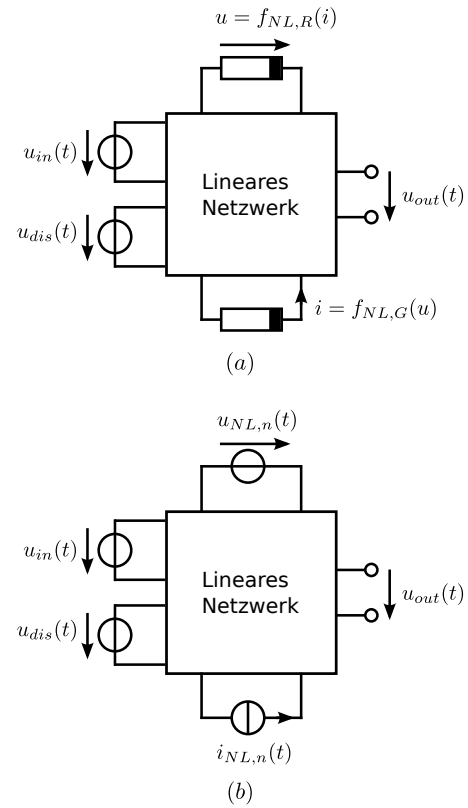 u = f_{NL,R}(i)
u_{in}(t)
Lineares
Netzwerk
u_{out}(t)
u_{dis}(t)
i = f_{NL,G}(u)
(a)
u_{NL,n}(t)
u_{in}(t)
Lineares
Netzwerk
u_{out}(t)
u_{dis}(t)
i_{NL,n}(t)
(b)